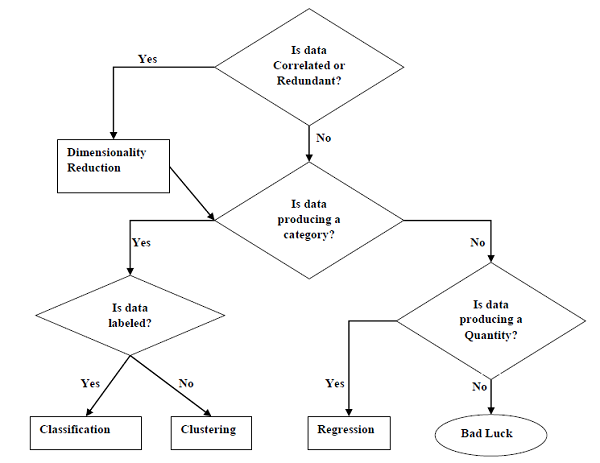 Is data
Correlated or
Redundant?
Yes
No
Dimensionality
Reduction
Is data
producing a
category?
Yes
No
Is data
labeled?
Is data
producing a
Quantity?
Yes
No
Yes
No
Classification
Clustering
Regression
Bad Luck